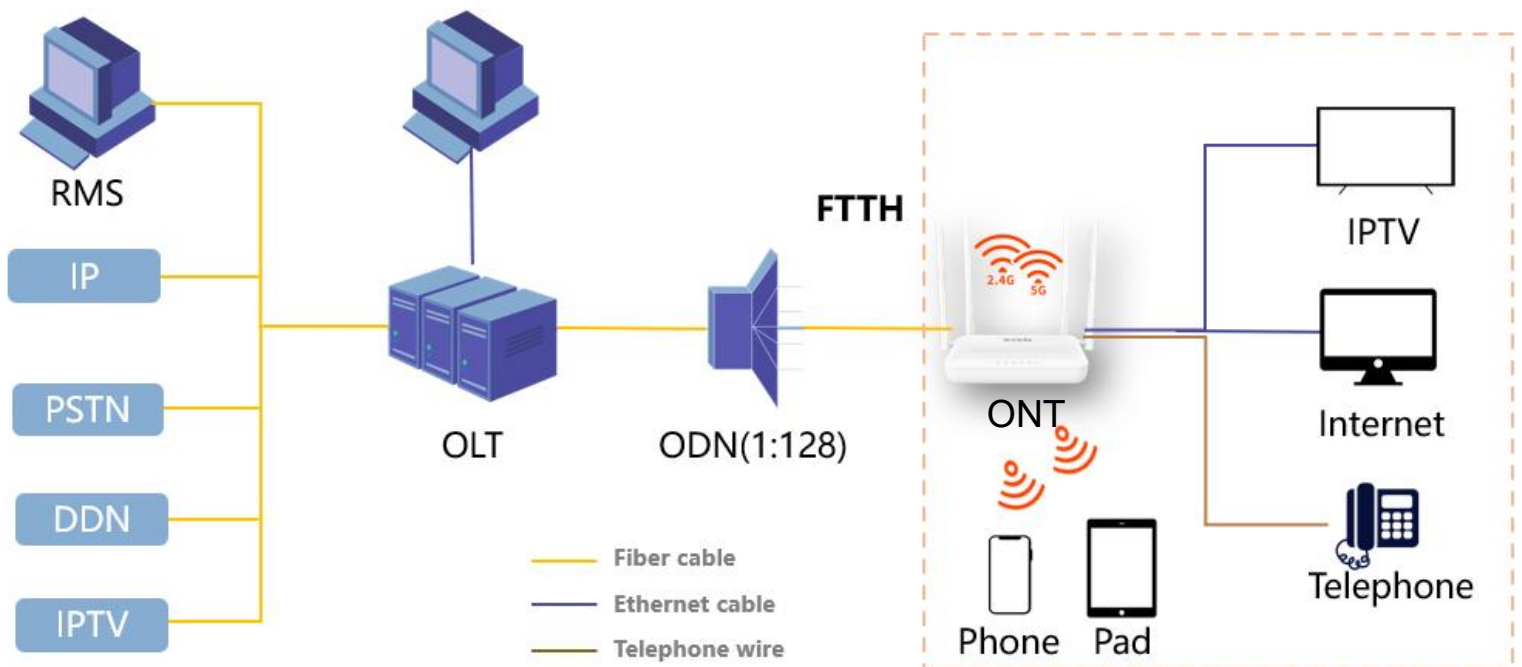 RMS
IP
PSTN
DDN
IPTV
OLT
ODN(1:128)
FTTH
2.4G
5G
ONT
IPTV
Internet
Telephone
Phone
Pad
Fiber cable
Ethernet cable
Telephone wire